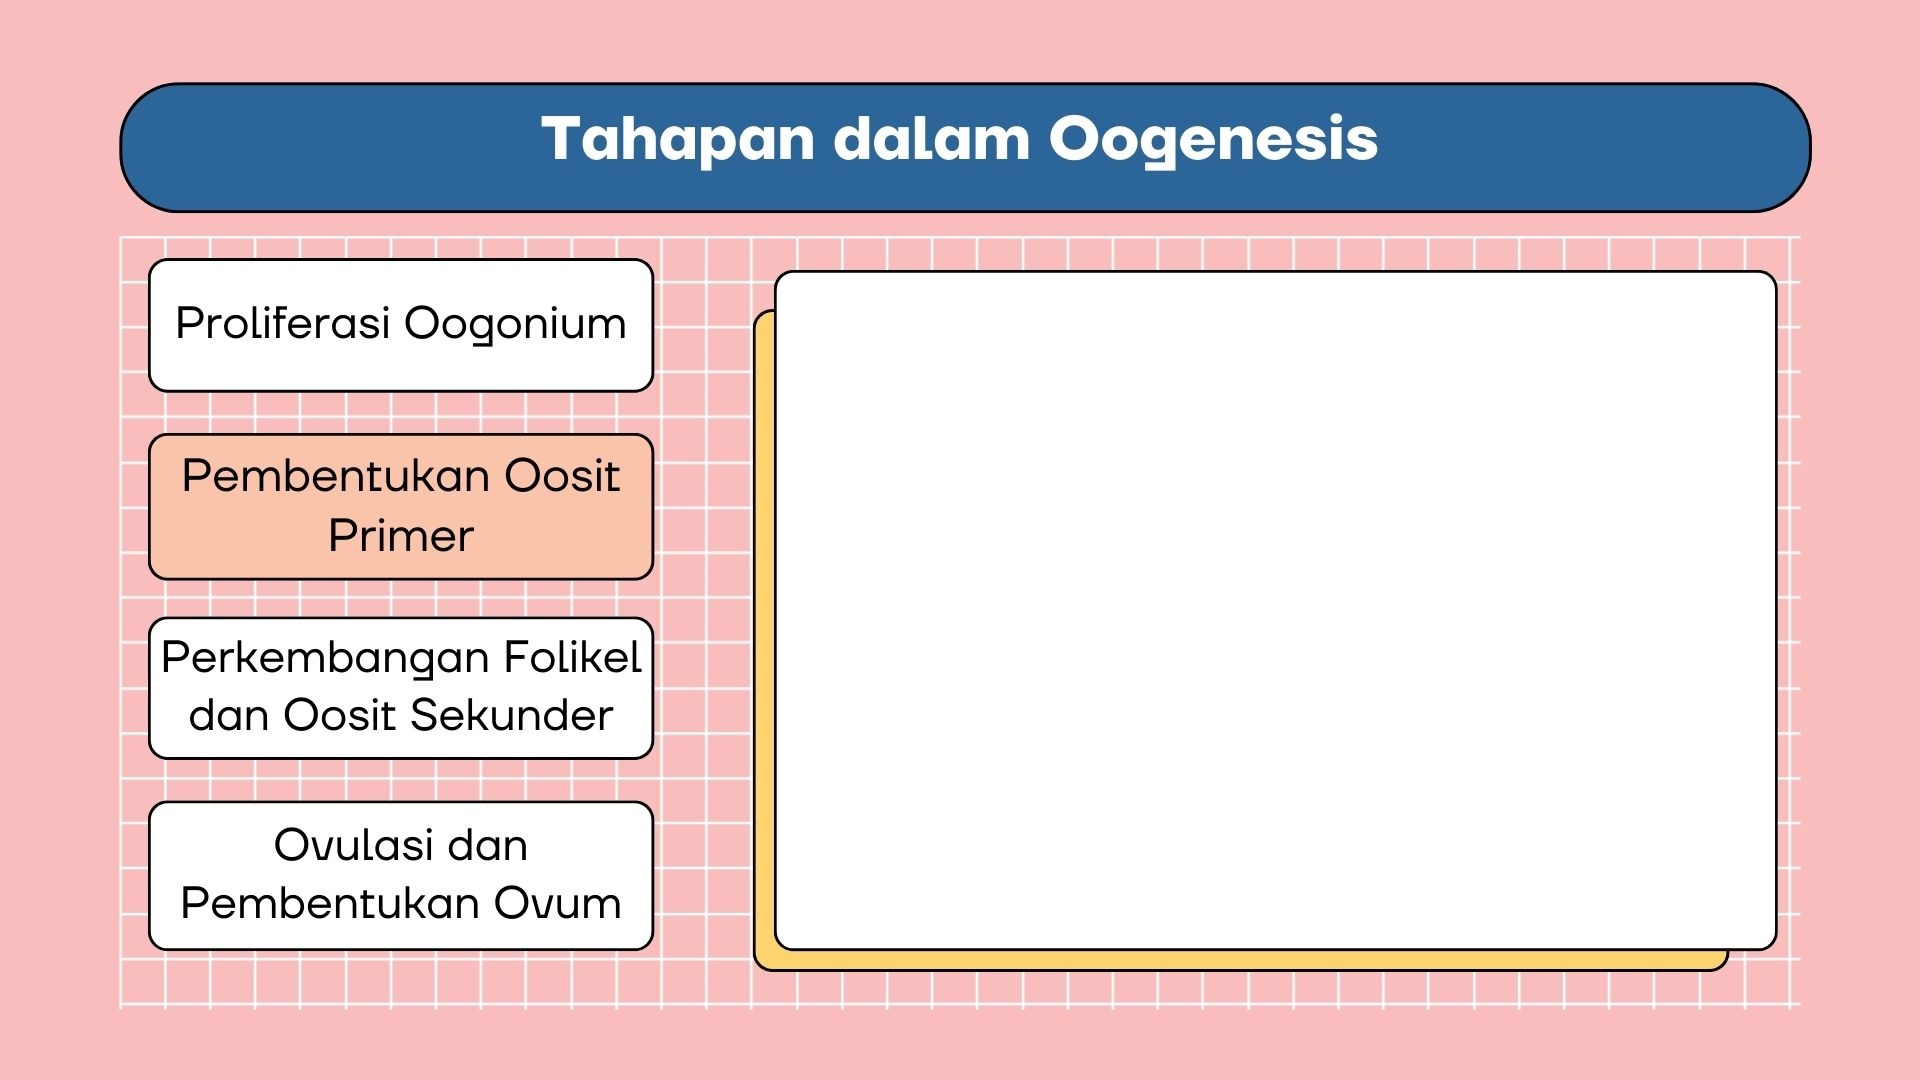 Tahapan dalam Oogenesis
Proliferasi Oogonium
Pembentukan Oosit
Primer
Perkembangan Folikel
dan Oosit Sekunder
Ovulasi dan
Pembentukan Ovum